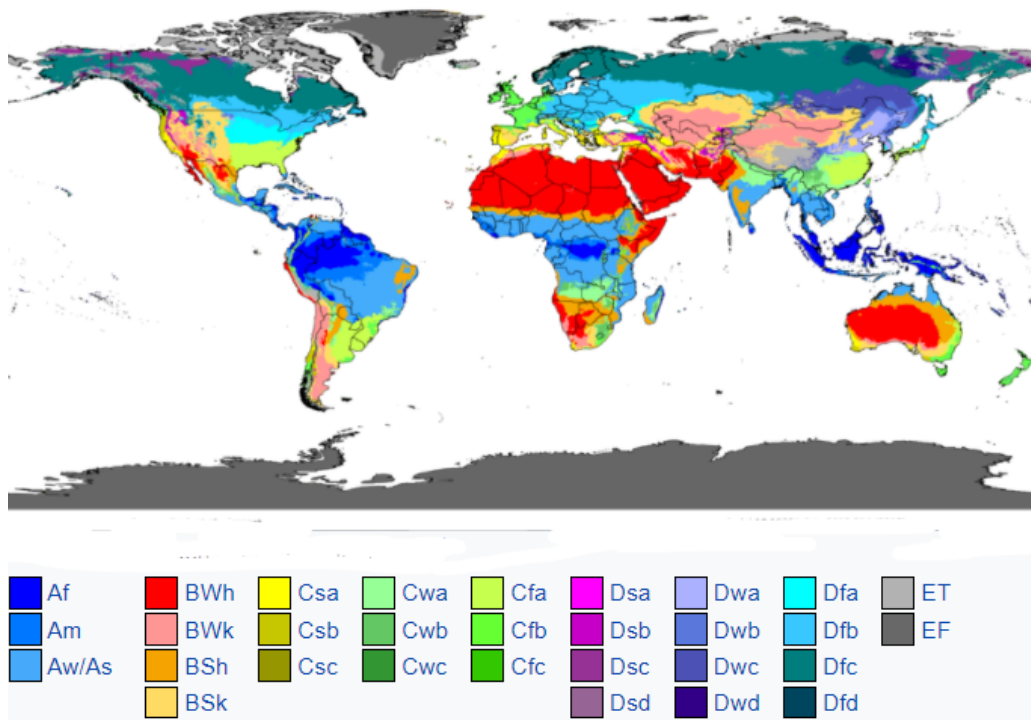 Af BWh Csa Cwa Cfa Dsa Dwa Dfa ET
Am BWk Csb Cwb Cfb Dsb Dwb Dfb EF
Aw/As BSh Csc Cwc Cfc Dsc Dwc Dfc
BSk Dsd Dwd Dfd